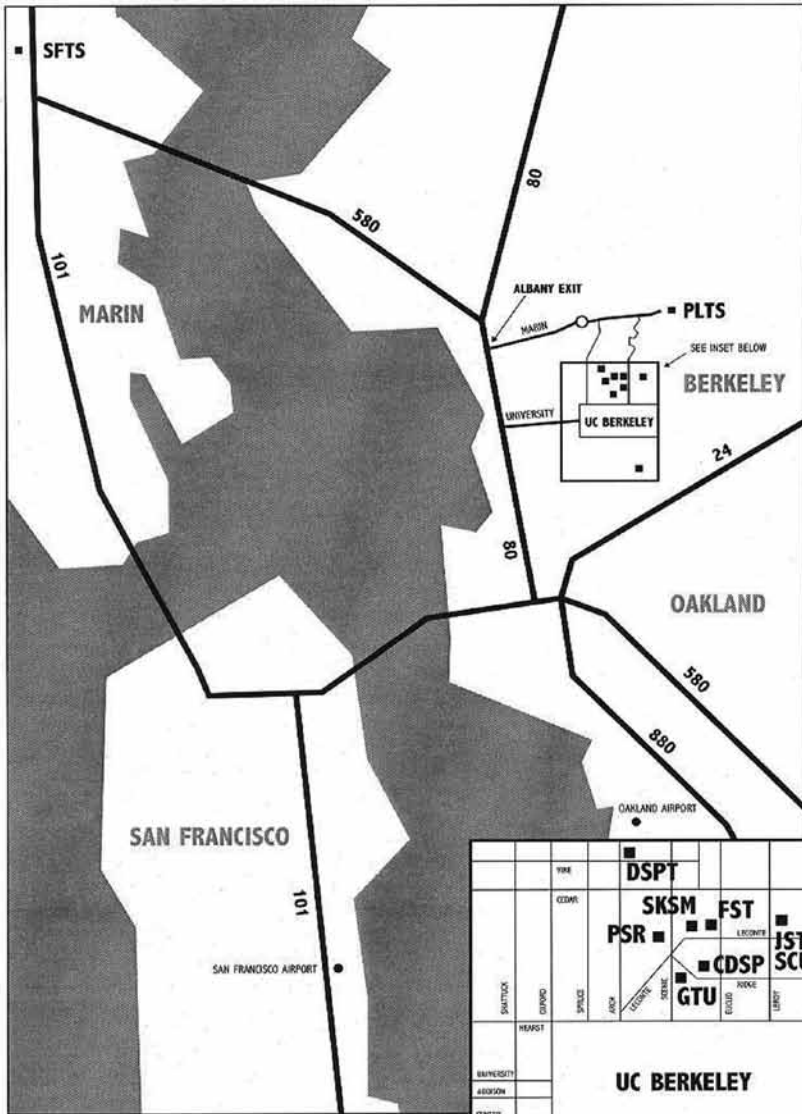 SFTS
580
80
101
MARIN
ALBANY EXIT
MARIN
PLTS
SEE INSET BELOW
BERKELEY
UNIVERSITY
UC BERKELEY
24
80
OAKLAND
580
880
OAKLAND AIRPORT
SAN FRANCISCO
101
SAN FRANCISCO AIRPORT
VINE
DSPT
CEDAR
SKSM
FST
PSR
LECONTE
JST
SCU
CDSP
RIDGE
GTU
SHATTUCK
OXFORD
SPRUCE
ARCH
LECONTE
SCENIC
EUCLID
LEROY
HEARST
UNIVERSITY
ADDISON
UC BERKELEY